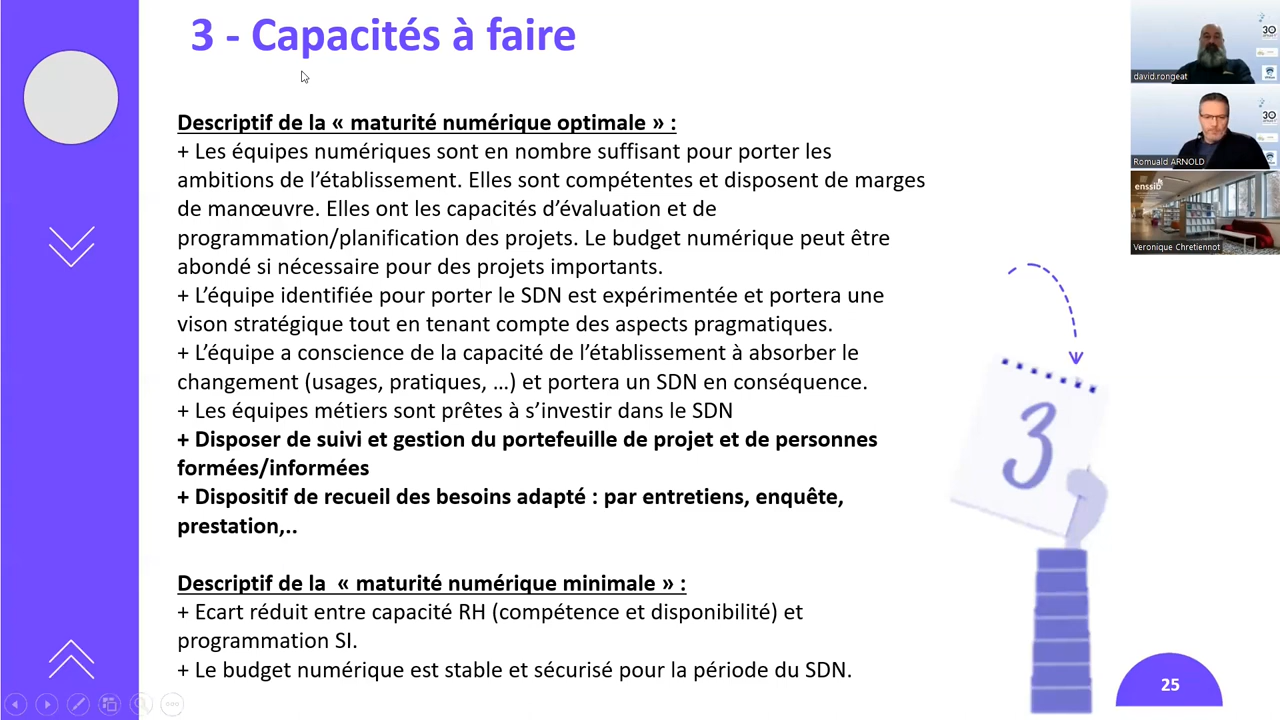 3 - Capacités à faire
Descriptif de la « maturité numérique optimale » :
+ Les équipes numériques sont en nombre suffisant pour porter les
ambitions de l’établissement. Elles sont compétentes et disposent de marges
de manœuvre. Elles ont les capacités d’évaluation et de
programmation/planification des projets. Le budget numérique peut être
abondé si nécessaire pour des projets importants.
+ L’équipe identifiée pour porter le SDN est expérimentée et portera une
vison stratégique tout en tenant compte des aspects pragmatiques.
+ L’équipe a conscience de la capacité de l’établissement à absorber le
changement (usages, pratiques, …) et portera un SDN en conséquence.
+ Les équipes métiers sont prêtes à s’investir dans le SDN
+ Disposer de suivi et gestion du portefeuille de projet et de personnes
formées/informées
+ Dispositif de recueil des besoins adapté : par entretiens, enquête,
prestation,..
Descriptif de la  « maturité numérique minimale » :
+ Ecart réduit entre capacité RH (compétence et disponibilité) et
programmation SI.
+ Le budget numérique est stable et sécurisé pour la période du SDN.
3
25
30
david.rongeat
30
Romuald ARNOLD
enssib
Veronique Chretiennot